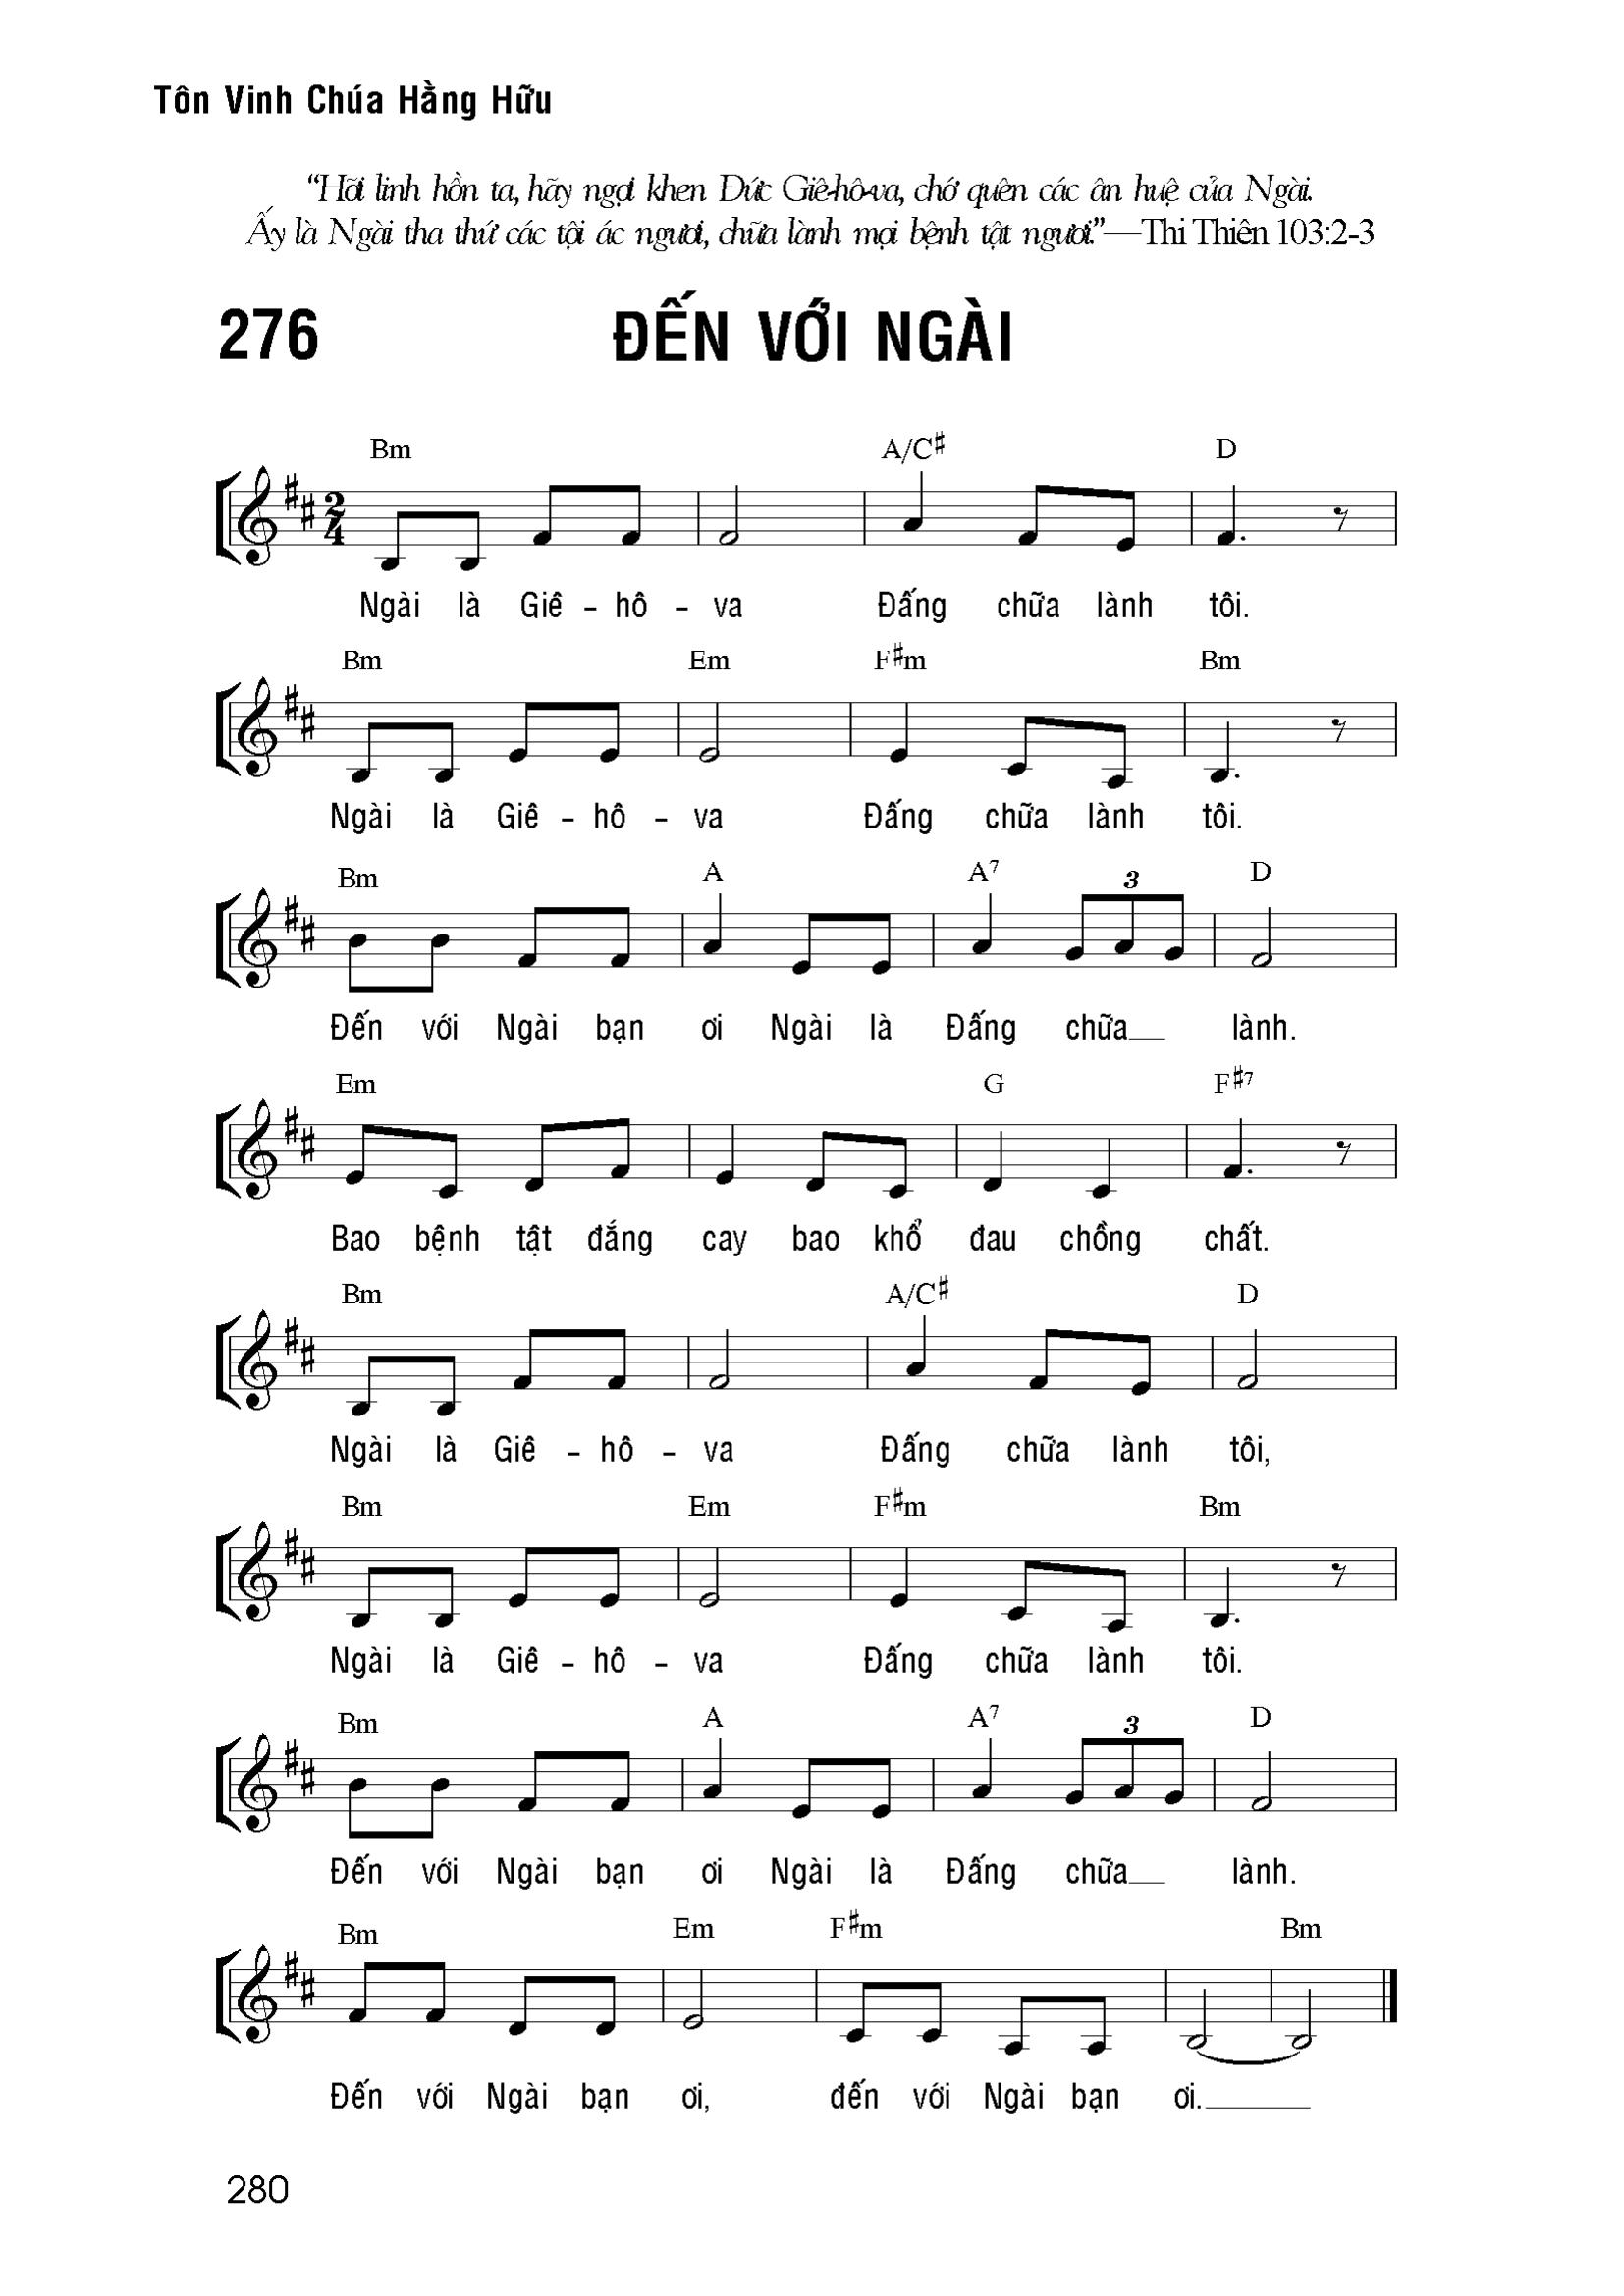 Tôn Vinh Chúa Hằng Hữu
“Hỡi linh hồn ta, hãy ngợi khen Đức Giê-hô-va, chớ quên các ân huệ của Ngài.
Ấy là Ngài tha thứ các tội ác ngươi, chữa lành mọi bệnh tật ngươi.”—Thi Thiên 103:2-3
276 ĐẾN VỚI NGÀI
Bm A/C♯ D
2
4
Ngài là Giê - hô - va Đấng chữa lành tôi.
Bm Em F♯m Bm
Ngài là Giê - hô - va Đấng chữa lành tôi.
Bm A A7 D
3
Đến với Ngài bạn ơi Ngài là Đấng chữa__ lành.
Em G F♯7
Bao bệnh tật đắng cay bao khổ đau chồng chất.
Bm A/C♯ D
Ngài là Giê - hô - va Đấng chữa lành tôi,
Bm Em F♯m Bm
Ngài là Giê - hô - va Đấng chữa lành tôi.
Bm A A7 D
3
Đến với Ngài bạn ơi Ngài là Đấng chữa__ lành.
Bm Em F♯m Bm
Đến với Ngài bạn ơi, đến với Ngài bạn ơi.____
280